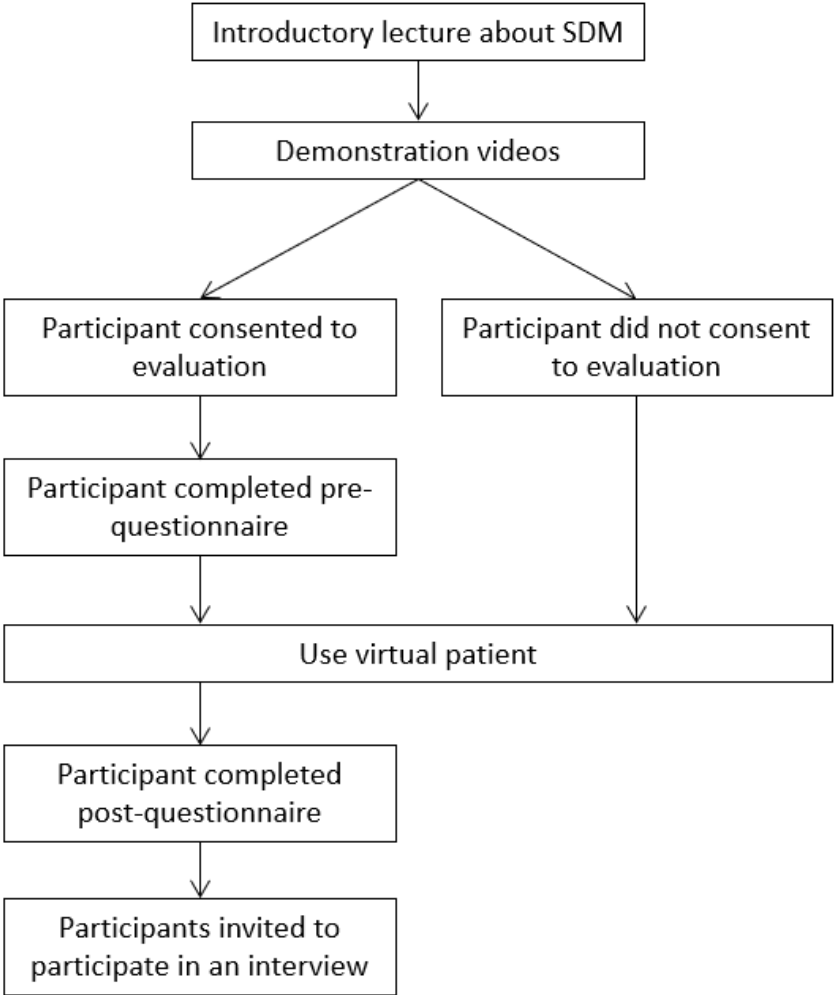 Introductory lecture about SDM
Demonstration videos
Participant consented to
evaluation
Participant did not consent
to evaluation
Participant completed pre-
questionnaire
Use virtual patient
Participant completed
post-questionnaire
Participants invited to
participate in an interview